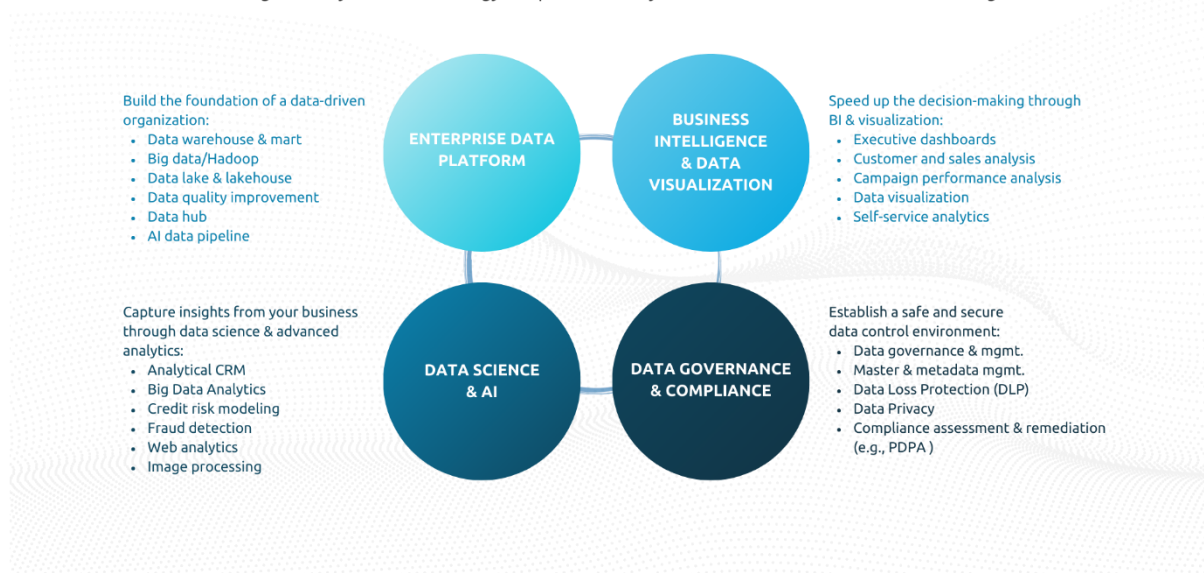 Build the foundation of a data-driven
organization:
• Data warehouse & mart
• Big data/Hadoop
• Data lake & lakehouse
• Data quality improvement
• Data hub
• AI data pipeline
ENTERPRISE DATA
PLATFORM
BUSINESS
INTELLIGENCE
& DATA
VISUALIZATION
Speed up the decision-making through
BI & visualization:
• Executive dashboards
• Customer and sales analysis
• Campaign performance analysis
• Data visualization
• Self-service analytics
Capture insights from your business
through data science & advanced
analytics:
• Analytical CRM
• Big Data Analytics
• Credit risk modeling
• Fraud detection
• Web analytics
• Image processing
DATA SCIENCE
& AI
DATA GOVERNANCE
& COMPLIANCE
Establish a safe and secure
data control environment:
• Data governance & mgmt.
• Master & metadata mgmt.
• Data Loss Protection (DLP)
• Data Privacy
• Compliance assessment & remediation
(e.g., PDPA )